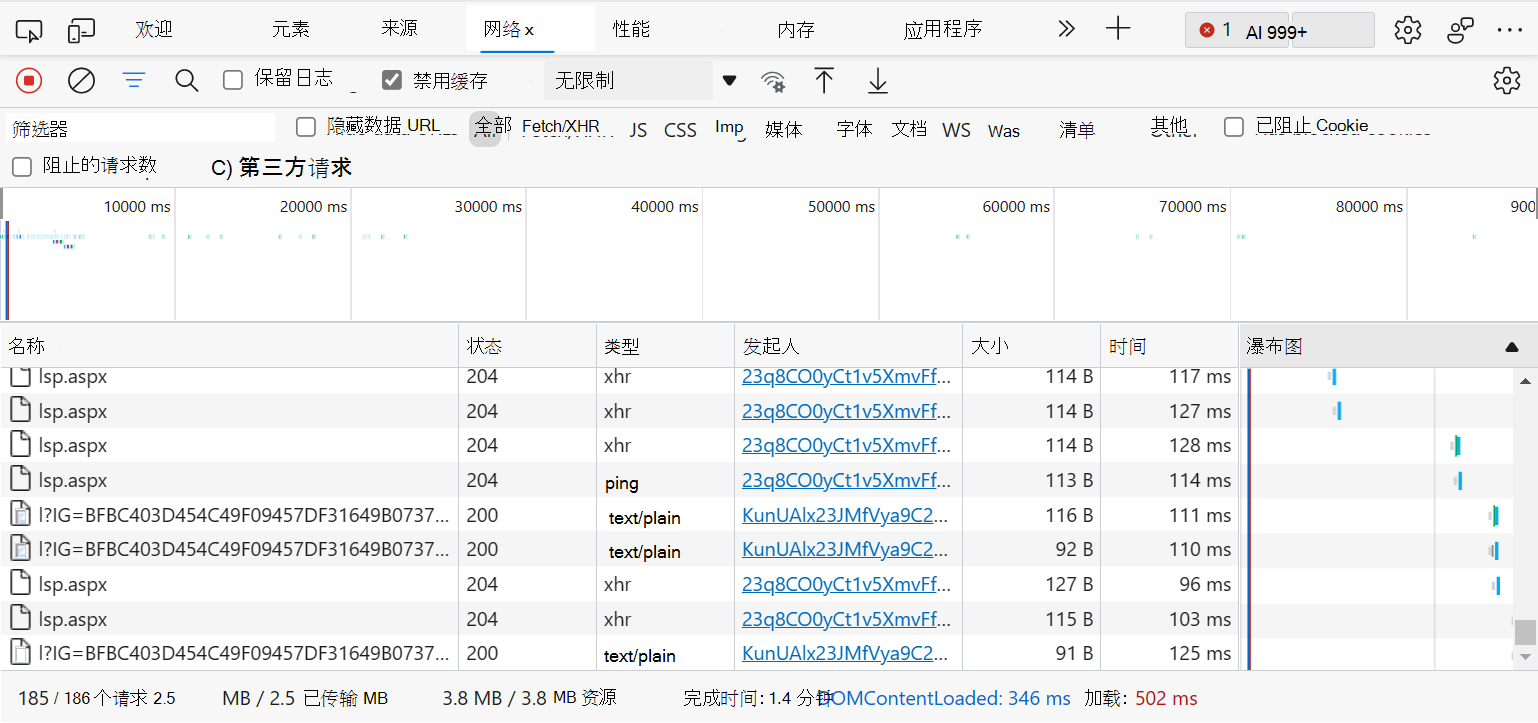 欢迎 元素 来源 网络 x 性能 内存 应用程序 1 AI 999+
保留日志 禁用缓存 无限制
筛选器 隐藏数据 URL 全部 Fetch/XHR JS CSS Img 媒体 字体 文档 WS Was 清单 其他 已阻止 Cookie
阻止的请求数 C) 第三方请求
10000 ms 20000 ms 30000 ms 40000 ms 50000 ms 60000 ms 70000 ms 80000 ms 900
名称 状态 类型 发起人 大小 时间 瀑布图
lsp.aspx 204 xhr 23q8CO0yCt1v5XmvFf... 114 B 117 ms
lsp.aspx 204 xhr 23q8CO0yCt1v5XmvFf... 114 B 127 ms
lsp.aspx 204 xhr 23q8CO0yCt1v5XmvFf... 114 B 128 ms
lsp.aspx 204 ping 23q8CO0yCt1v5XmvFf... 113 B 114 ms
l?IG=BFBC403D454C49F09457DF31649B0737... 200 text/plain KunUAlx23JMfVya9C2... 116 B 111 ms
l?IG=BFBC403D454C49F09457DF31649B0737... 200 text/plain KunUAlx23JMfVya9C2... 92 B 110 ms
lsp.aspx 204 xhr 23q8CO0yCt1v5XmvFf... 127 B 96 ms
lsp.aspx 204 xhr 23q8CO0yCt1v5XmvFf... 115 B 103 ms
l?IG=BFBC403D454C49F09457DF31649B0737... 200 text/plain KunUAlx23JMfVya9C2... 91 B 125 ms
185 / 186 个请求 2.5 MB / 2.5 已传输 MB 3.8 MB / 3.8 MB 资源 完成时间: 1.4 分钟 DOMContentLoaded: 346 ms 加载: 502 ms